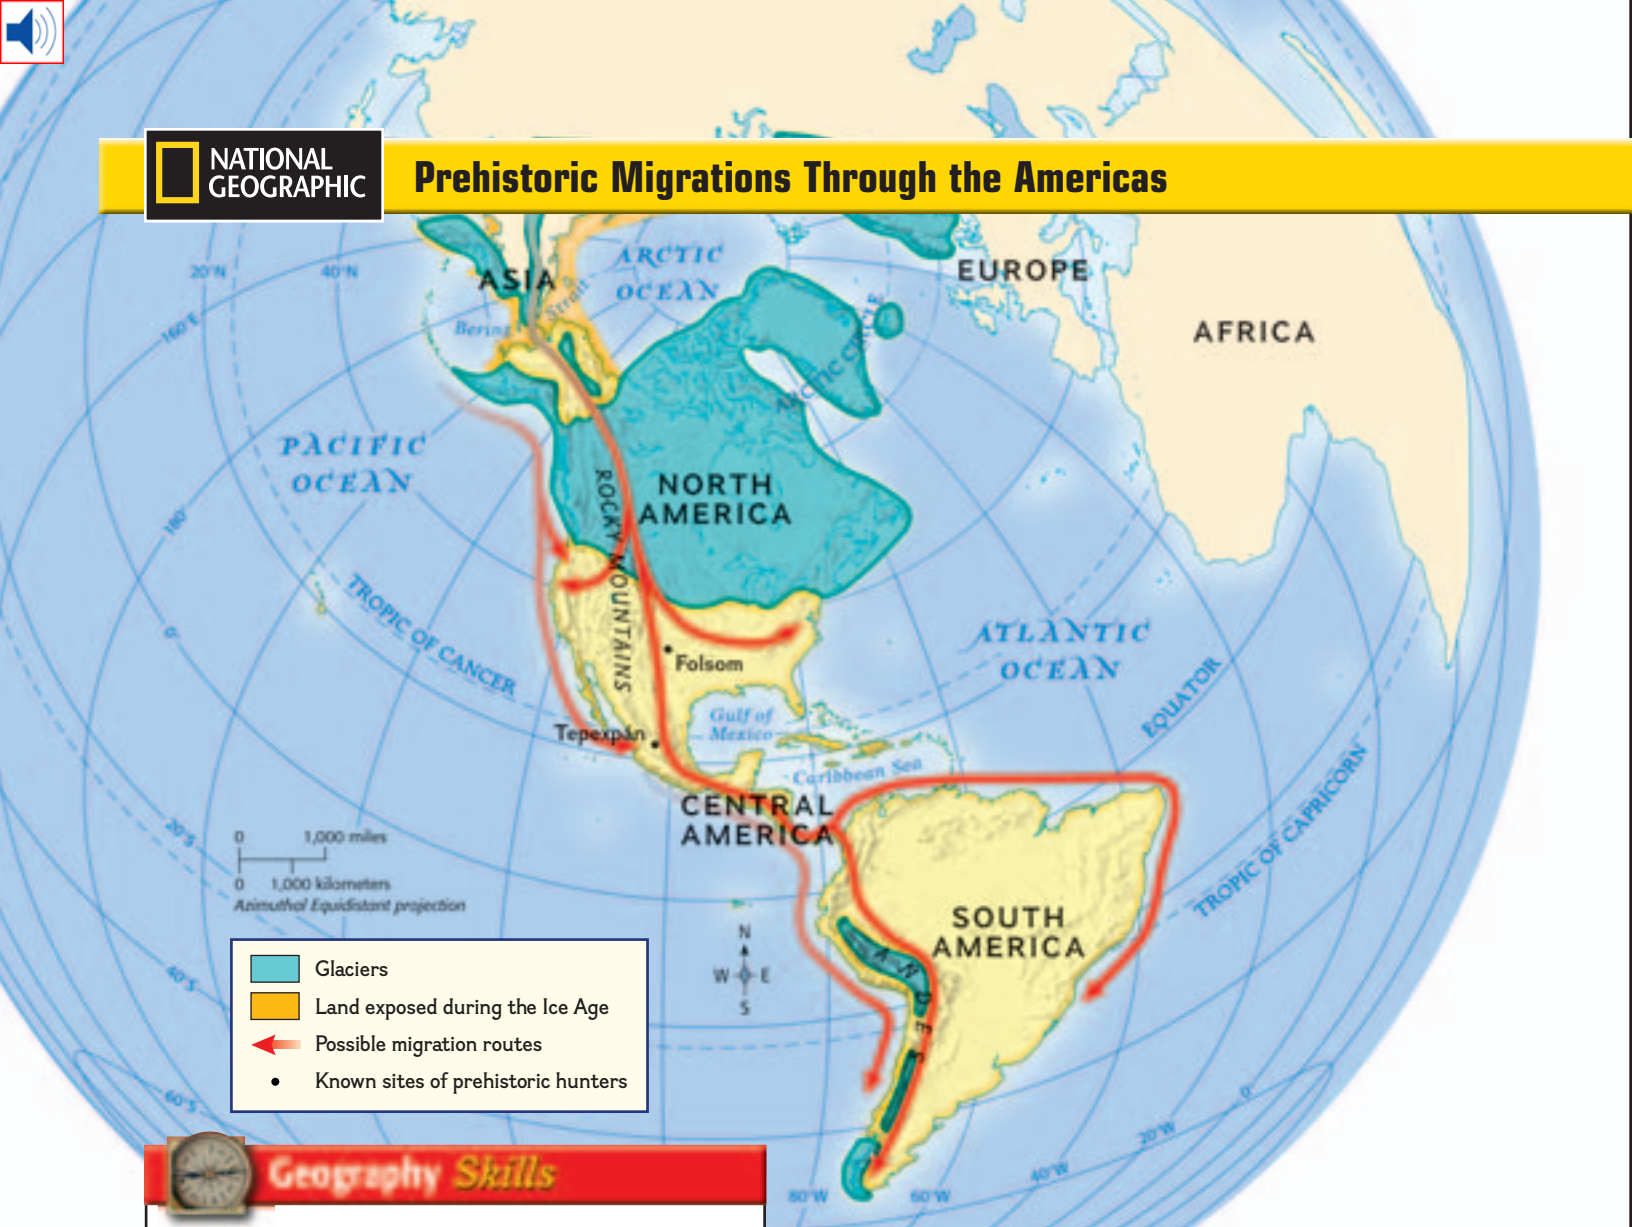 NATIONAL
GEOGRAPHIC
Prehistoric Migrations Through the Americas
ARCTIC
OCEAN
EUROPE
ASIA
AFRICA
20°N
40°N
160°E
Bering
Strait
ARCTIC CIRCLE
PACIFIC
OCEAN
NORTH
AMERICA
ROCKY MOUNTAINS
180°
TROPIC OF CANCER
0°
Folsom
ATLANTIC
OCEAN
EQUATOR
Gulf of
Mexico
Tepexpán
Caribbean Sea
CENTRAL
AMERICA
TROPIC OF CAPRICORN
20°S
0 1,000 miles
0 1,000 kilometers
Azimuthal Equidistant projection
SOUTH
AMERICA
ANDES
N
W E
S
40°S
60°S
Glaciers
Land exposed during the Ice Age
Possible migration routes
Known sites of prehistoric hunters
0°
20°W
40°W
60°W
80°W
Geography Skills